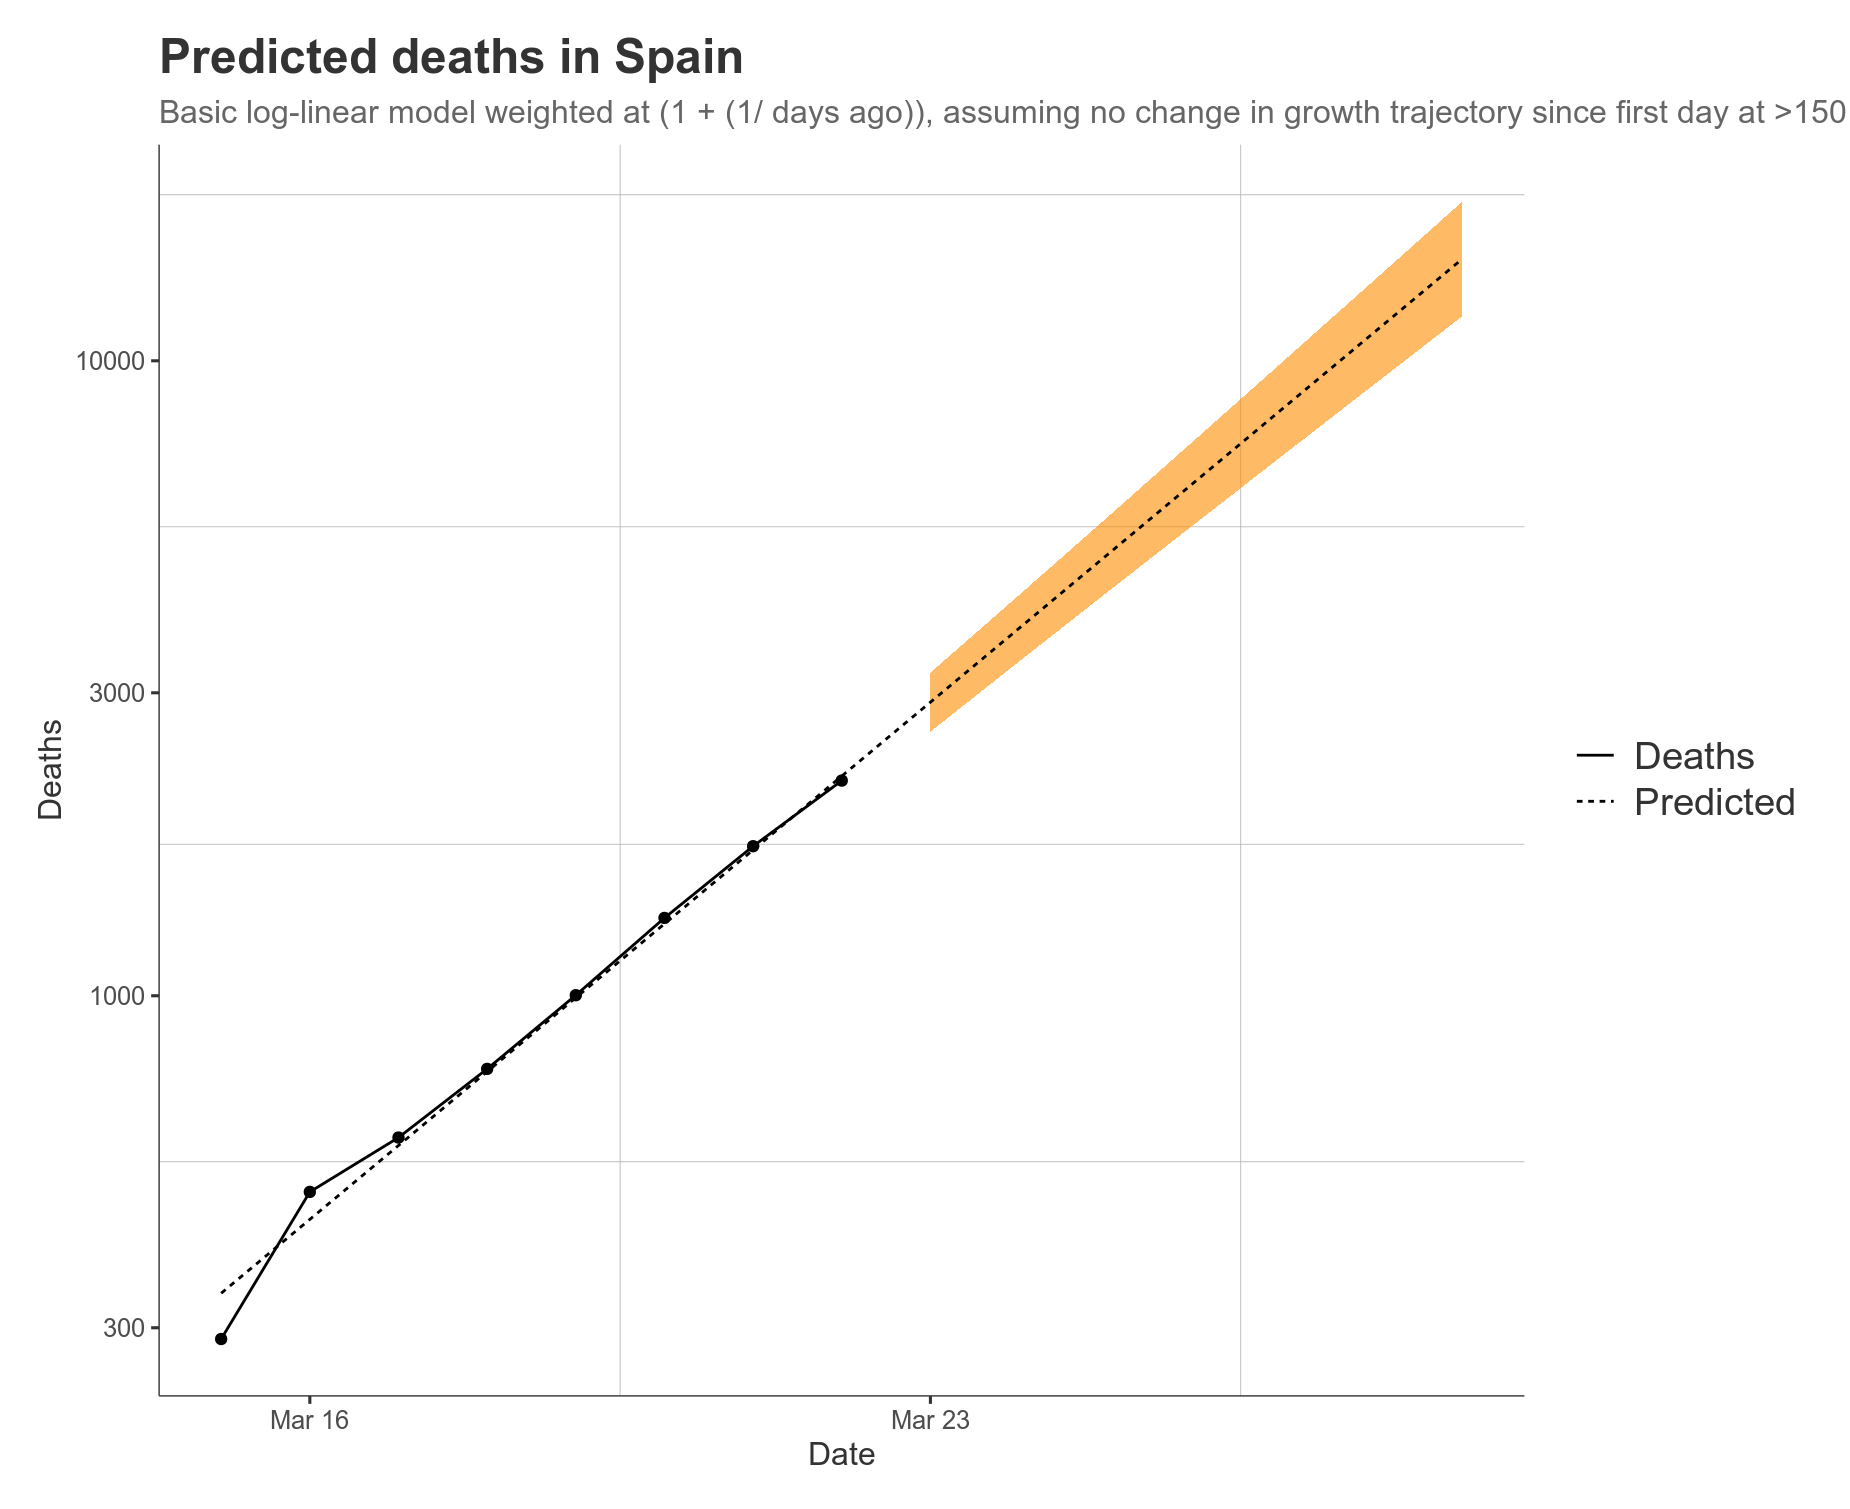 Predicted deaths in Spain
Basic log-linear model weighted at (1 + (1/ days ago)), assuming no change in growth trajectory since first day at >150
10000
3000
1000
300
Deaths
Mar 16
Mar 23
Date
Deaths
Predicted